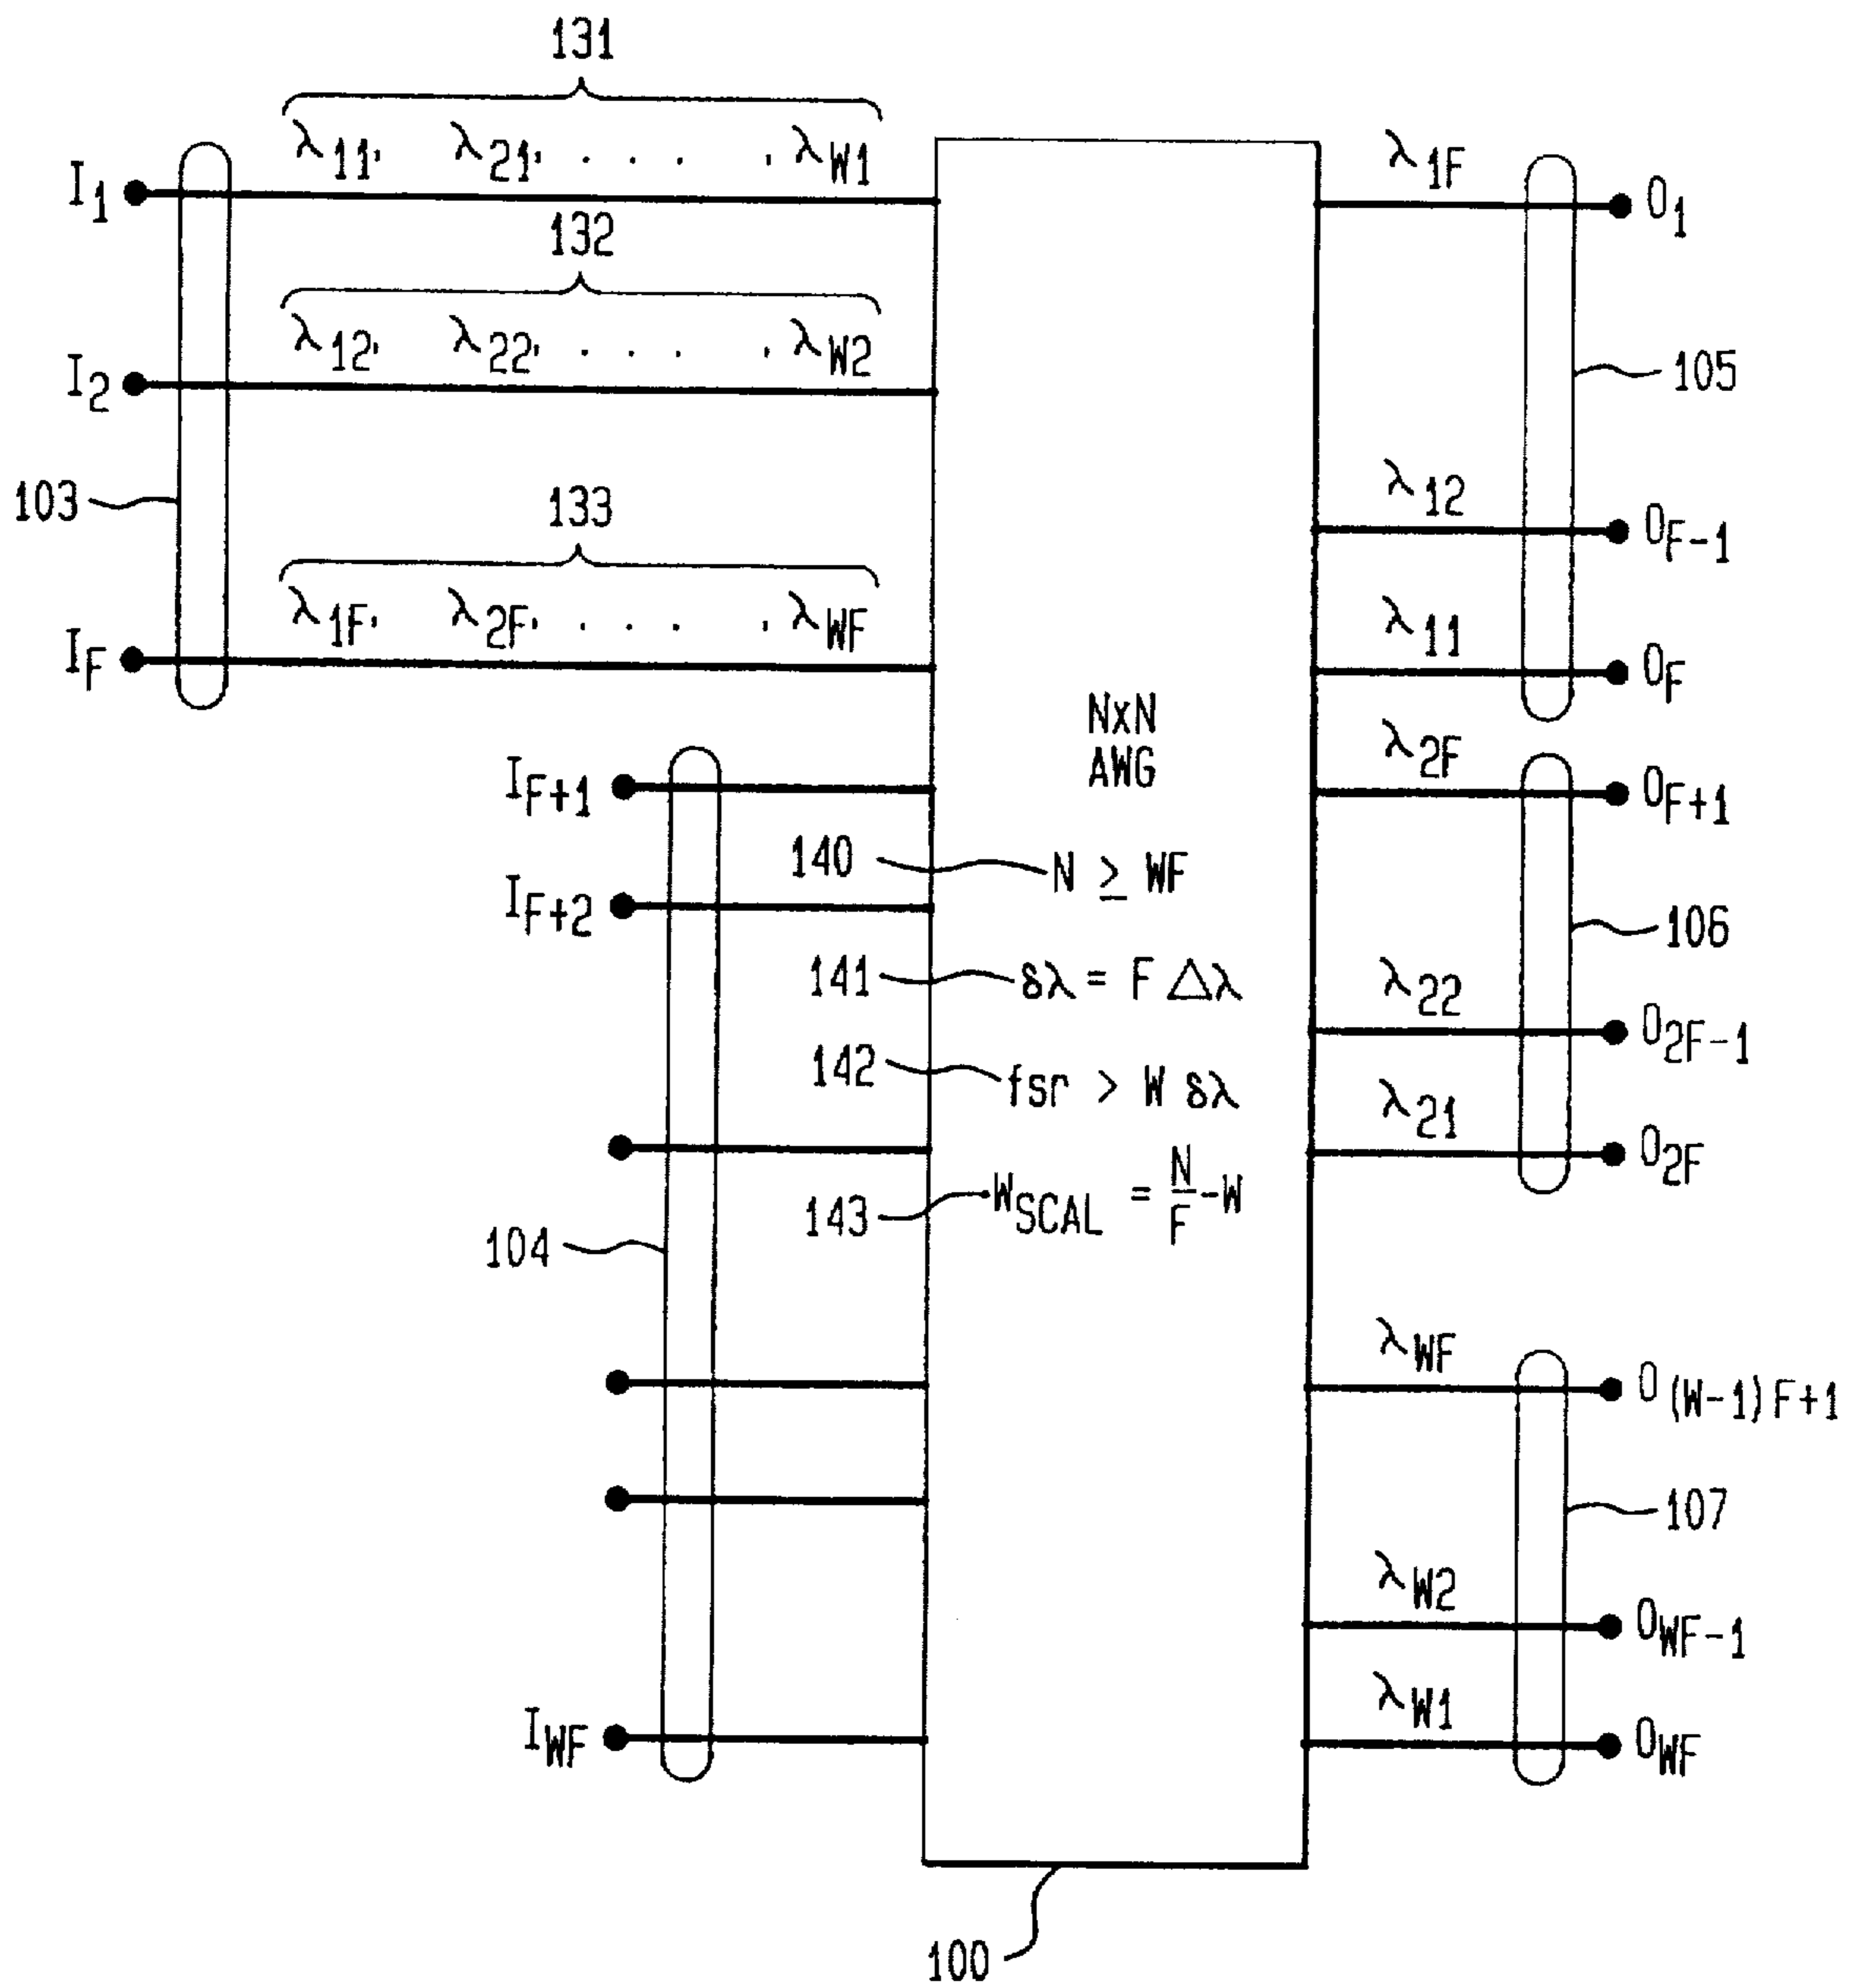 131
λ11, λ21, . . . . , λW1
I1
132
λ12, λ22, . . . . , λW2
I2
103
133
λ1F, λ2F, . . . . , λWF
IF
NxN
AWG
IF+1
140 N ≥ WF
IF+2
141 δλ = F Δλ
142 fsr > W δλ
143 WSCAL = N/F - W
104
IWF
100
λ1F O1
105
λ12 OF-1
λ11 OF
λ2F OF+1
106
λ22 O2F-1
λ21 O2F
λWF O(W-1)F+1
107
λW2 OWF-1
λW1 OWF